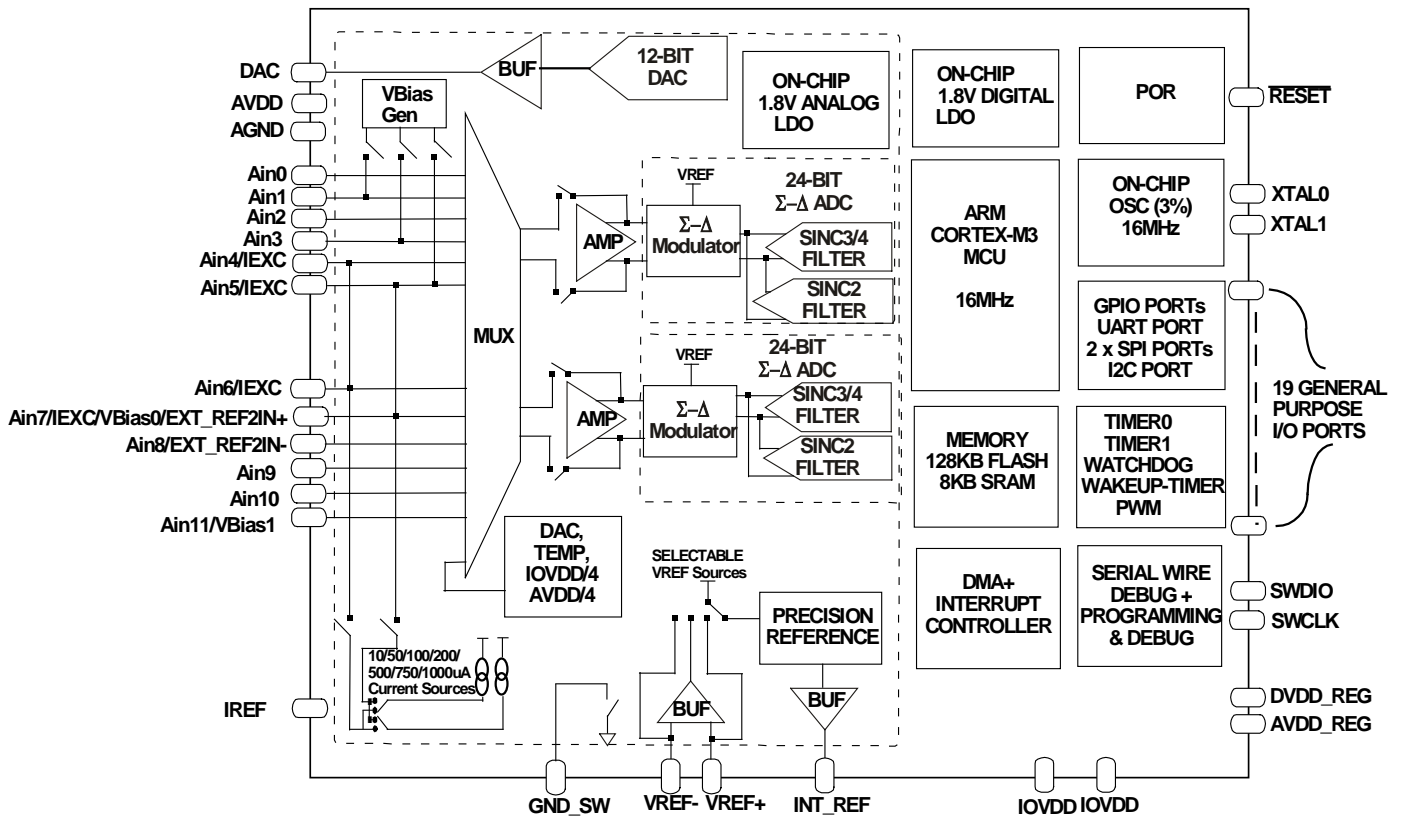 DAC
AVDD
AGND
Ain0
Ain1
Ain2
Ain3
Ain4/IEXC
Ain5/IEXC
Ain6/IEXC
Ain7/IEXC/VBias0/EXT_REF2IN+
Ain8/EXT_REF2IN-
Ain9
Ain10
Ain11/VBias1
IREF
VBias
Gen
BUF
12-BIT
DAC
ON-CHIP
1.8V ANALOG
LDO
MUX
AMP
VREF
Σ–Δ
Modulator
24-BIT
Σ–Δ ADC
SINC3/4
FILTER
SINC2
FILTER
AMP
VREF
Σ–Δ
Modulator
24-BIT
Σ–Δ ADC
SINC3/4
FILTER
SINC2
FILTER
DAC,
TEMP,
IOVDD/4
AVDD/4
SELECTABLE
VREF Sources
PRECISION
REFERENCE
10/50/100/200/
500/750/1000uA
Current Sources
BUF
BUF
ON-CHIP
1.8V DIGITAL
LDO
POR
ARM
CORTEX-M3
MCU
16MHz
ON-CHIP
OSC (3%)
16MHz
GPIO PORTs
UART PORT
2 x SPI PORTs
I2C PORT
MEMORY
128KB FLASH
8KB SRAM
TIMER0
TIMER1
WATCHDOG
WAKEUP-TIMER
PWM
DMA+
INTERRUPT
CONTROLLER
SERIAL WIRE
DEBUG +
PROGRAMMING
& DEBUG
RESET
XTAL0
XTAL1
19 GENERAL
PURPOSE
I/O PORTS
SWDIO
SWCLK
DVDD_REG
AVDD_REG
GND_SW
VREF-
VREF+
INT_REF
IOVDD
IOVDD